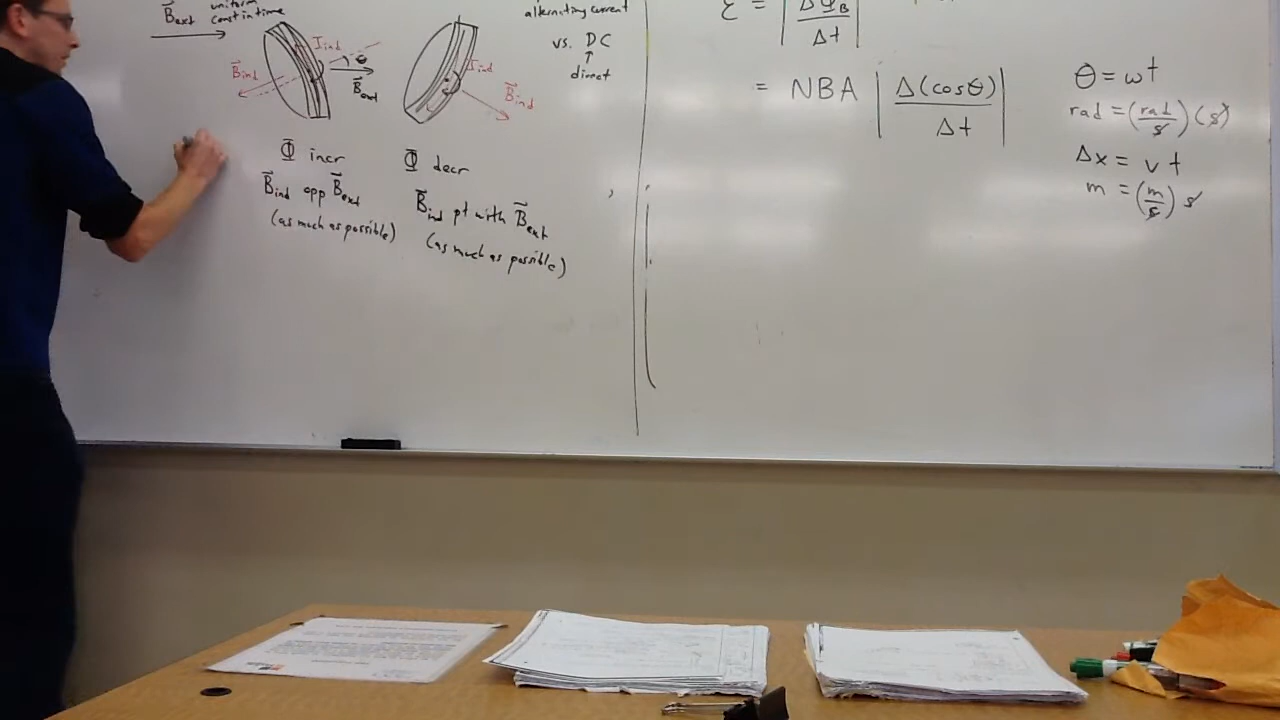 B⃗ext uniform
const in time
I ind
θ
B⃗ind
B⃗ext
I ind
B⃗ind
alternating current
vs. DC
↑
direct
Φ incr
B⃗ind opp B⃗ext
(as much as possible)
Φ decr
B⃗ind pt with B⃗ext
(as much as possible)
ε = |ΔΦB / Δt|
= NBA |Δ(cosθ) / Δt|
θ = ωt
rad = (rad/s)(s)
Δx = vt
m = (m/s) s